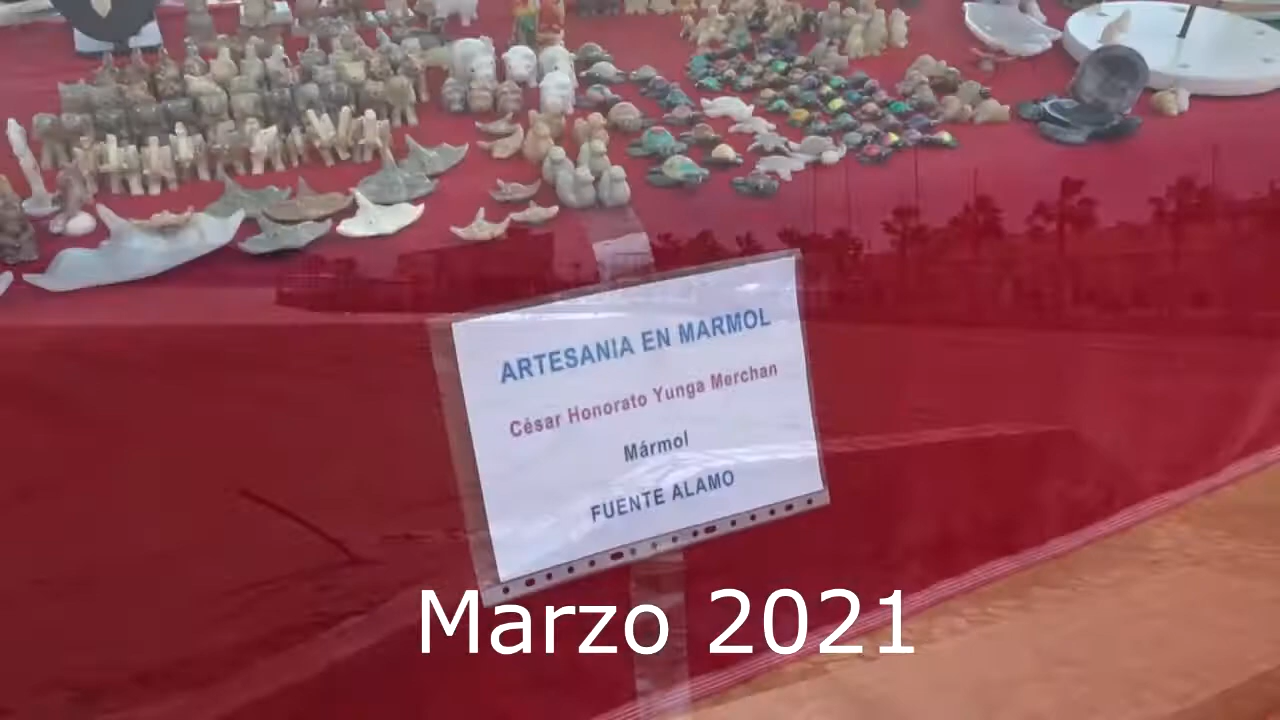 ARTESANIA EN MARMOL
César Honorato Yunga Merchan
Mármol
FUENTE ALAMO
Marzo 2021